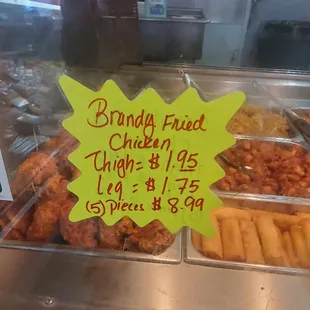 Brandy Fried
Chicken
Thigh = $1.95
Leg = $1.75
(5) Pieces $8.99